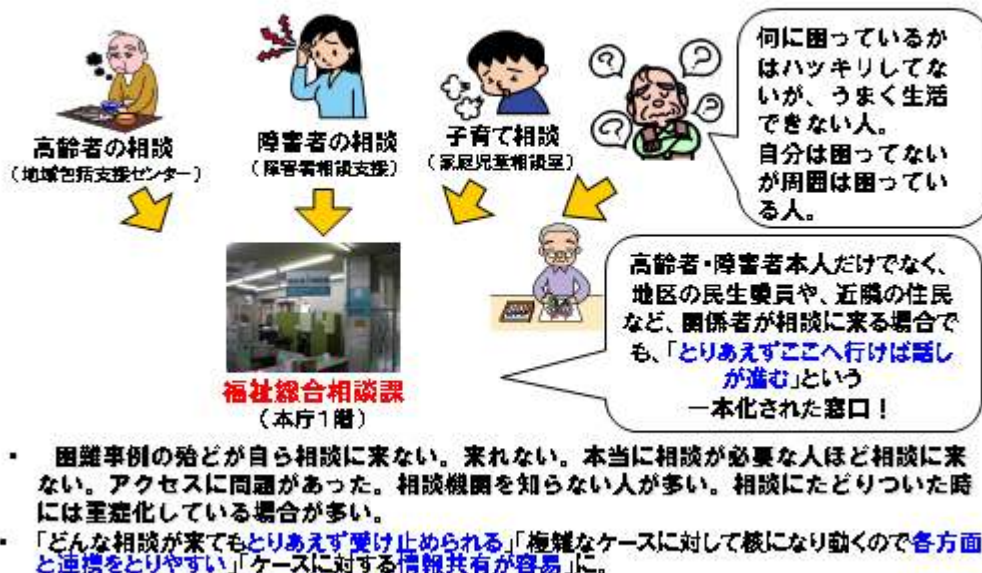 高齢者の相談
（地域包括支援センター）
障害者の相談
（障害者相談支援）
子育て相談
（家庭児童相談室）
何に困っているか
はハッキリしてな
いが、うまく生活
できない人。
自分は困ってない
が周囲は困ってい
る人。
福祉総合相談課
（本庁1階）
高齢者・障害者本人だけでなく、
地区の民生委員や、近隣の住民
など、関係者が相談に来る場合で
も、「とりあえずここへ行けば話し
が進む」という
一本化された窓口！
▪ 困難事例の殆どが自ら相談に来ない。来れない。本当に相談が必要な人ほど相談に来
ない。アクセスに問題があった。相談機関を知らない人が多い。相談にたどりついた時
には重症化している場合が多い。
▪ 「どんな相談が来てもとりあえず受け止められる」「複雑なケースに対して核になり動くので各方面
と連携をとりやすい」「ケースに対する情報共有が容易」に。